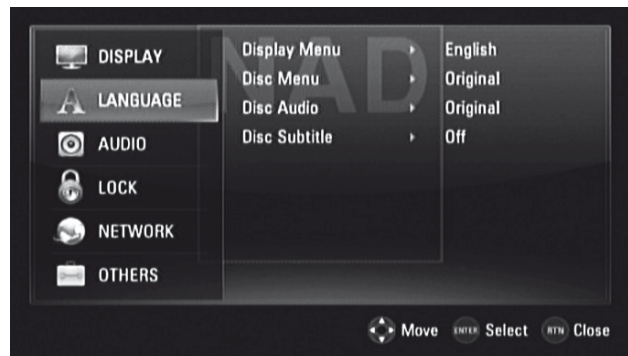 NAD
DISPLAY
LANGUAGE
AUDIO
LOCK
NETWORK
OTHERS
Display Menu English
Disc Menu Original
Disc Audio Original
Disc Subtitle Off
Move ENTER Select RTN Close